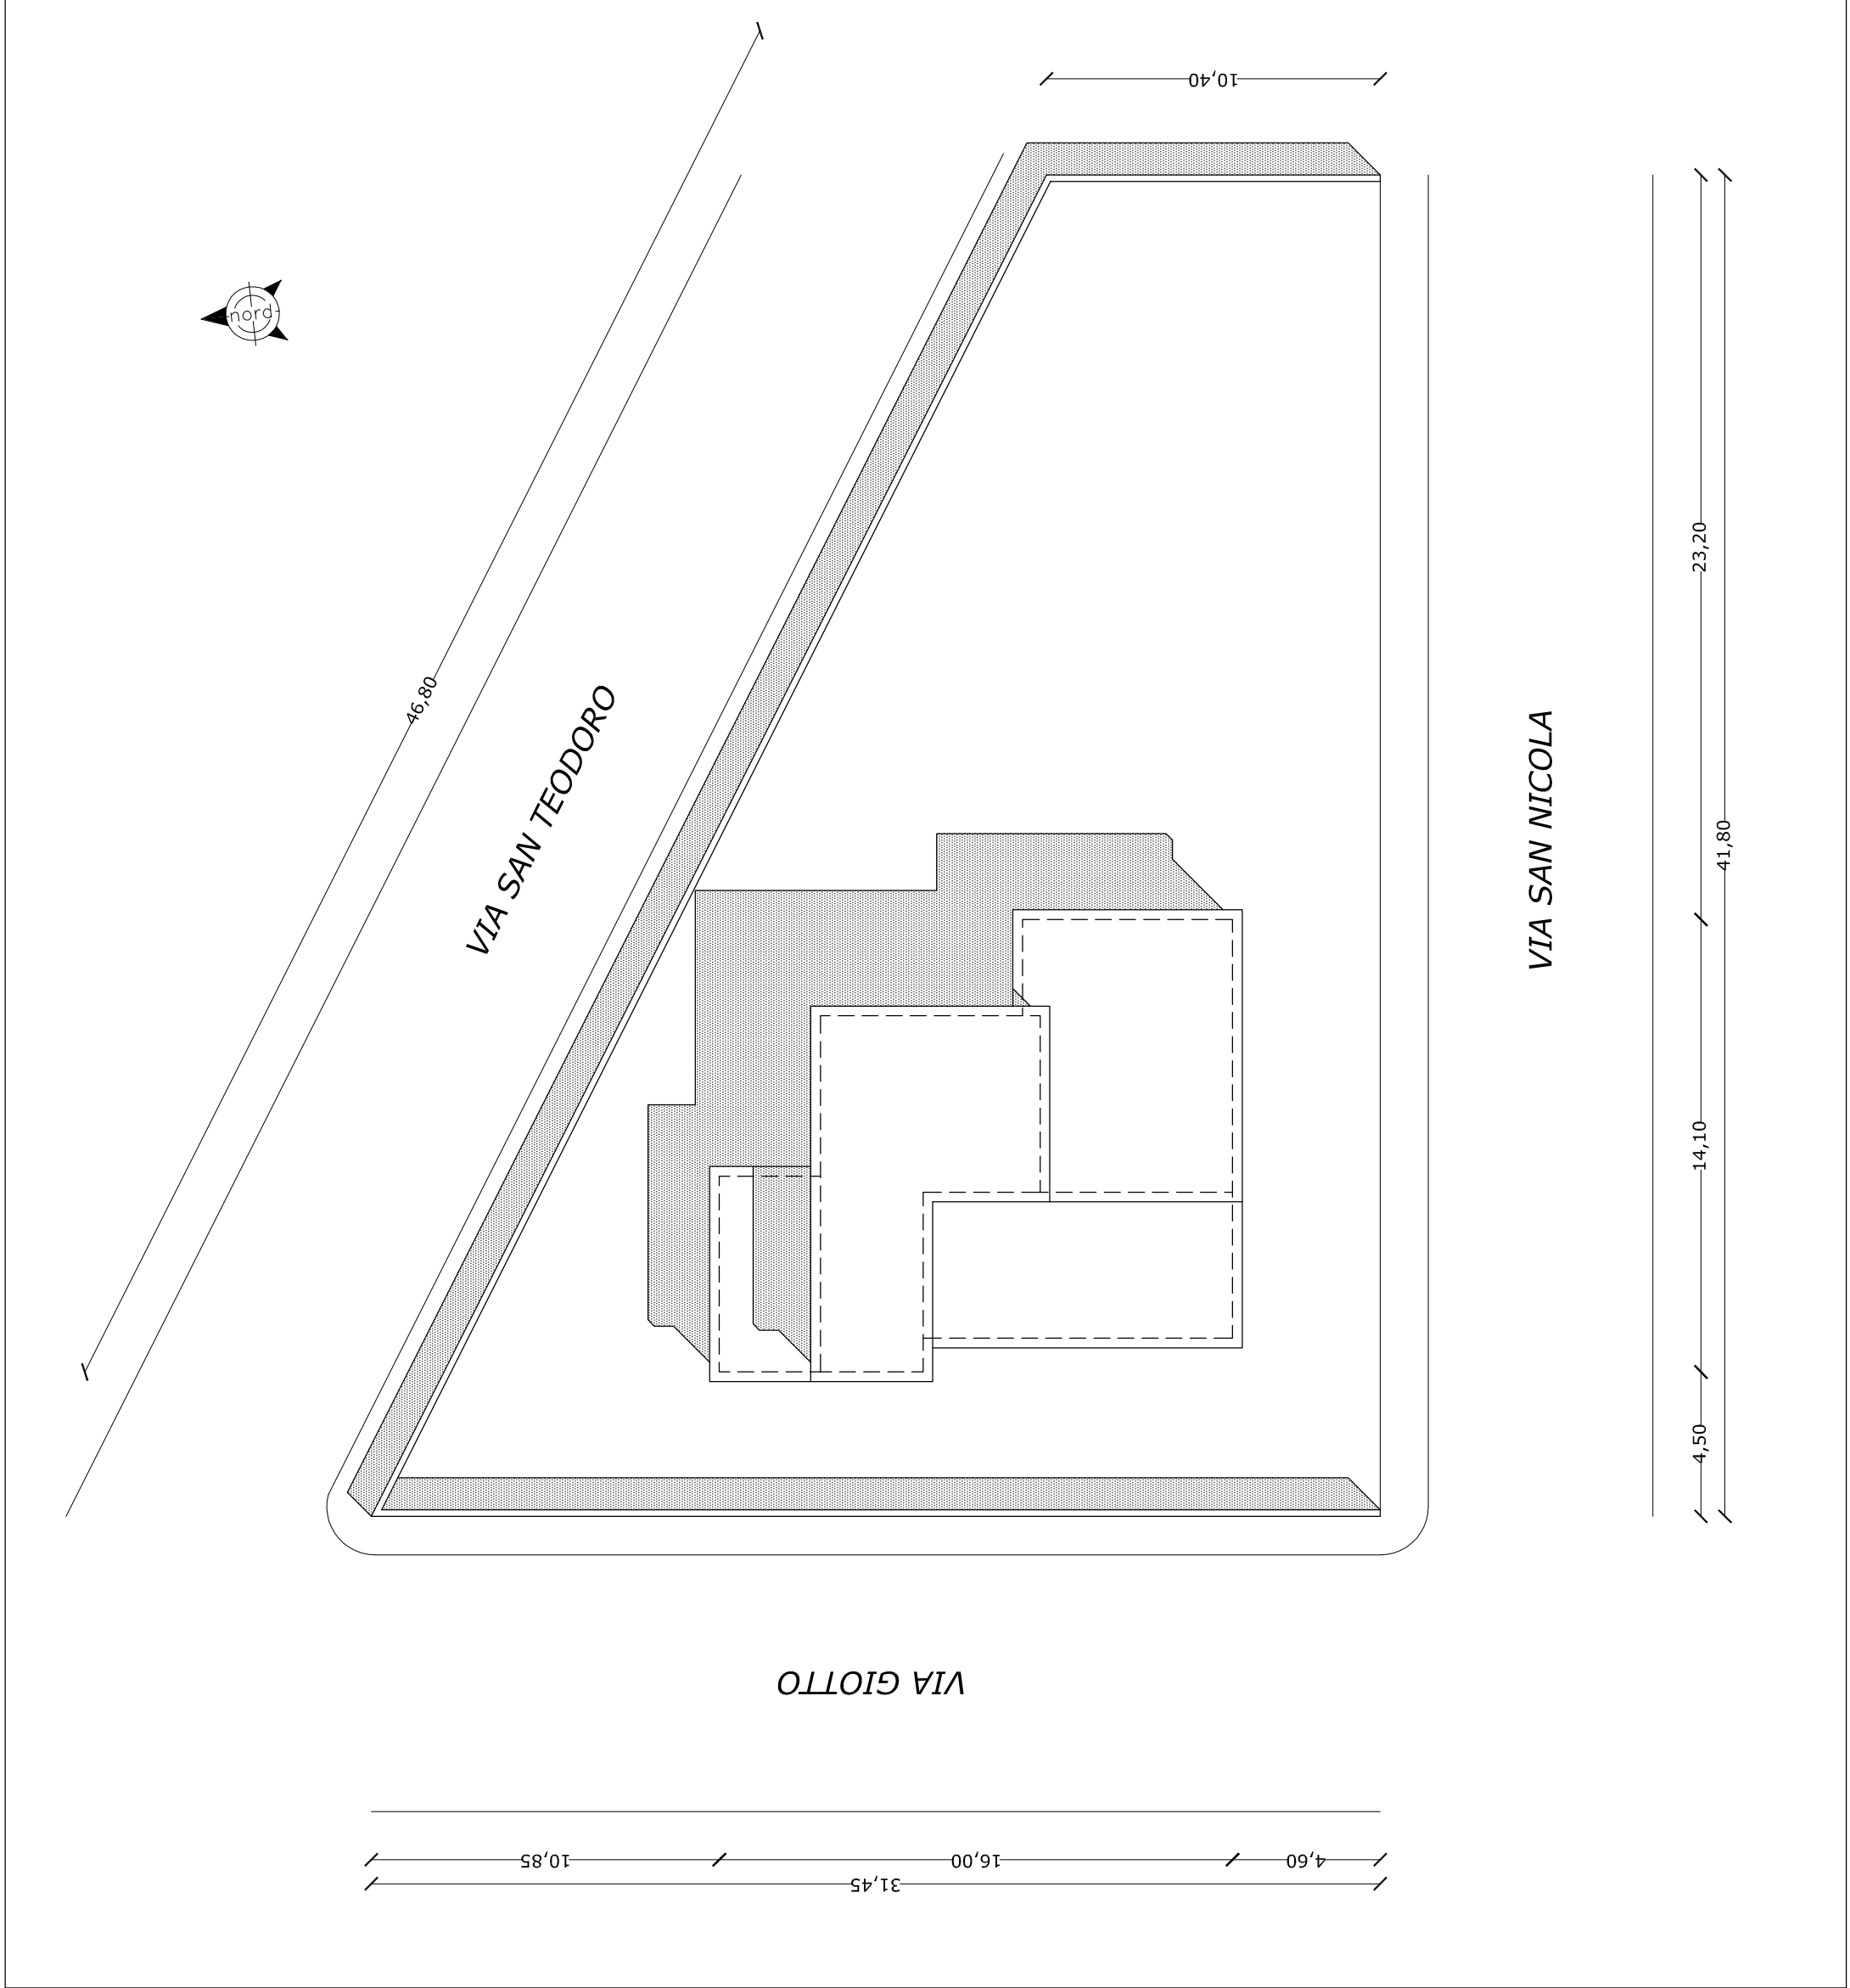 10,40
nord
23,20
46,80
VIA SAN TEODORO
VIA SAN NICOLA
41,80
14,10
4,50
VIA GIOTTO
10,85
16,00
4,60
31,45